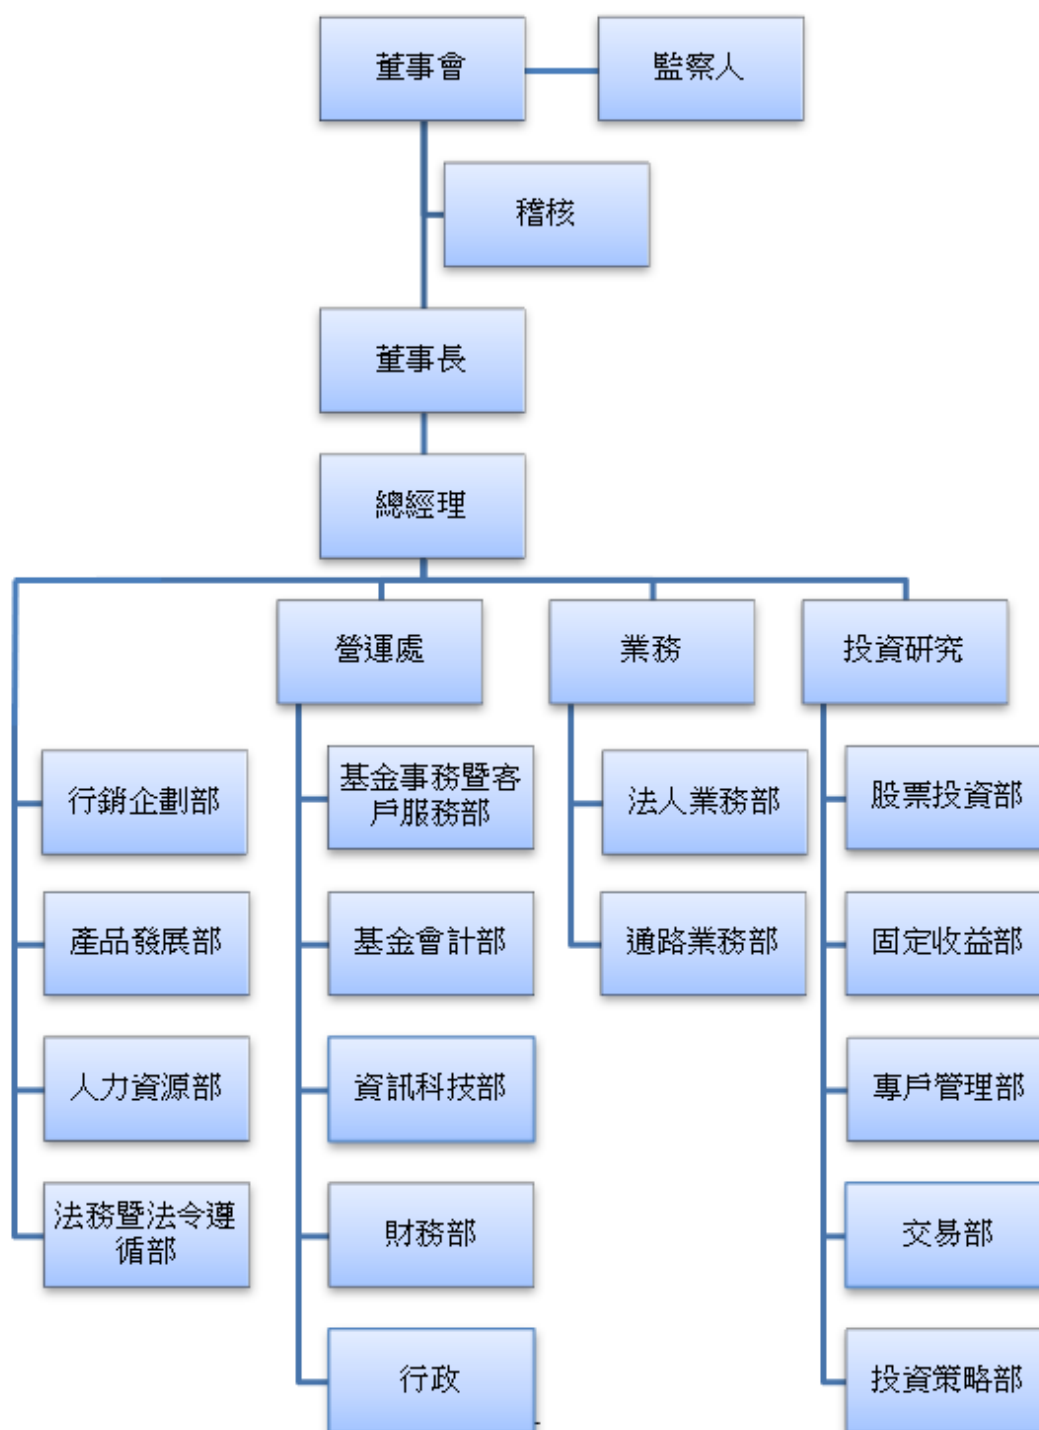 董事會
監察人
稽核
董事長
總經理
營運處
業務
投資研究
行銷企劃部
產品發展部
人力資源部
法務暨法令遵
循部
基金事務暨客
戶服務部
基金會計部
資訊科技部
財務部
行政
法人業務部
通路業務部
股票投資部
固定收益部
專戶管理部
交易部
投資策略部